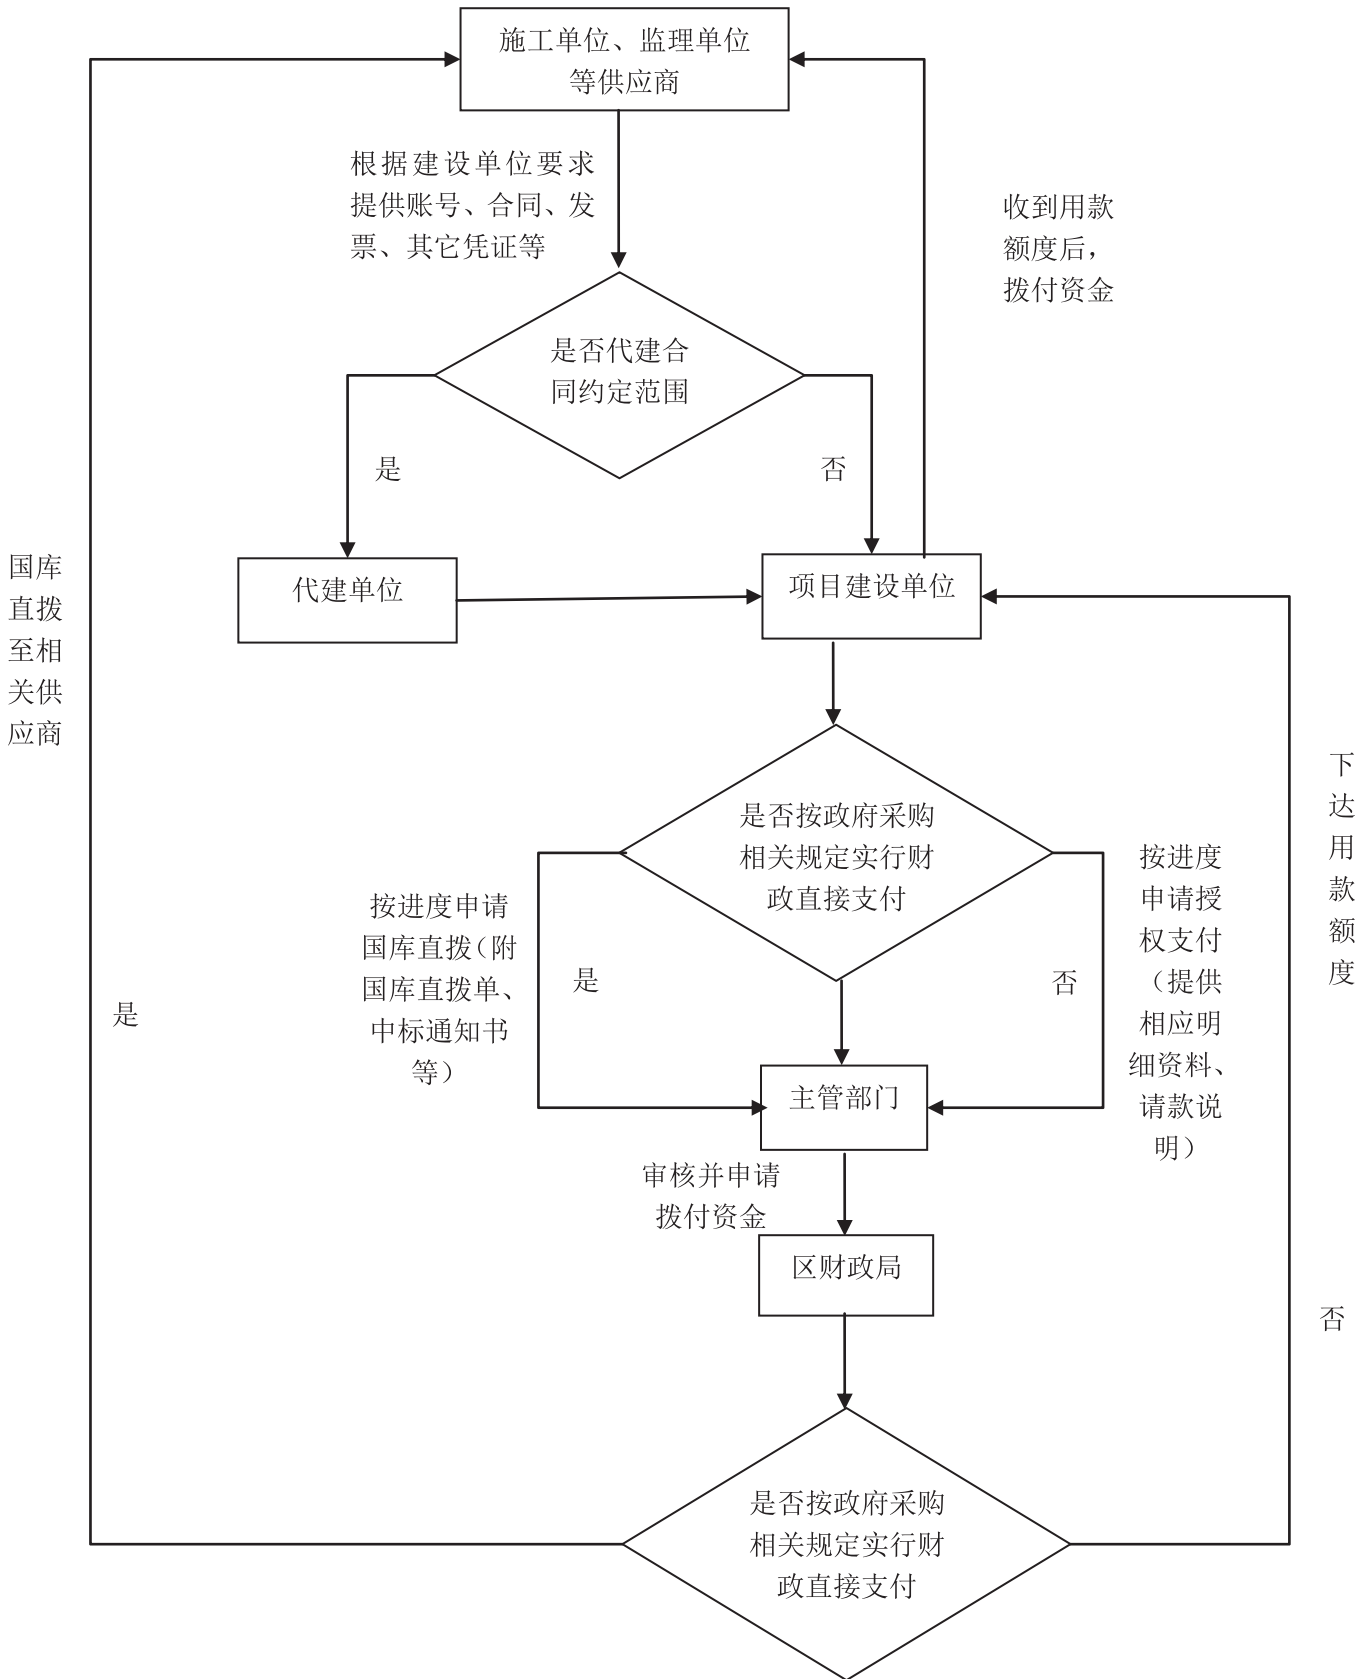 施工单位、监理单位
等供应商
根据建设单位要求
提供账号、合同、发
票、其它凭证等
收到用款
额度后，
拨付资金
是否代建合
同约定范围
是
否
国库
直拨
至相
关供
应商
代建单位
项目建设单位
下
达
用
款
额
度
是否按政府采购
相关规定实行财
政直接支付
按进度申请
国库直拨（附
国库直拨单、
中标通知书
等）
是
否
按进度
申请授
权支付
（提供
相应明
细资料、
请款说
明）
是
主管部门
审核并申请
拨付资金
区财政局
否
是否按政府采购
相关规定实行财
政直接支付